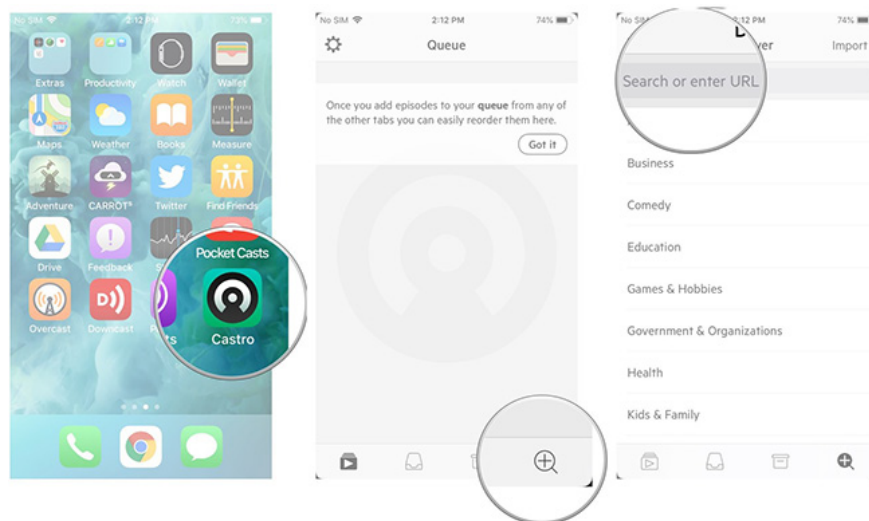 No SIM 2:12 PM 73%
Extras Productivity Watch Wallet
Maps Weather Books Measure
Adventure CARROT⁵ Twitter Find Friends
Drive Feedback
Pocket Casts
Overcast Downcast
Castro
No SIM 2:12 PM 74%
Queue
Once you add episodes to your queue from any of
the other tabs you can easily reorder them here.
Got it
No SIM 2:12 PM 74%
Import
Search or enter URL
Business
Comedy
Education
Games & Hobbies
Government & Organizations
Health
Kids & Family